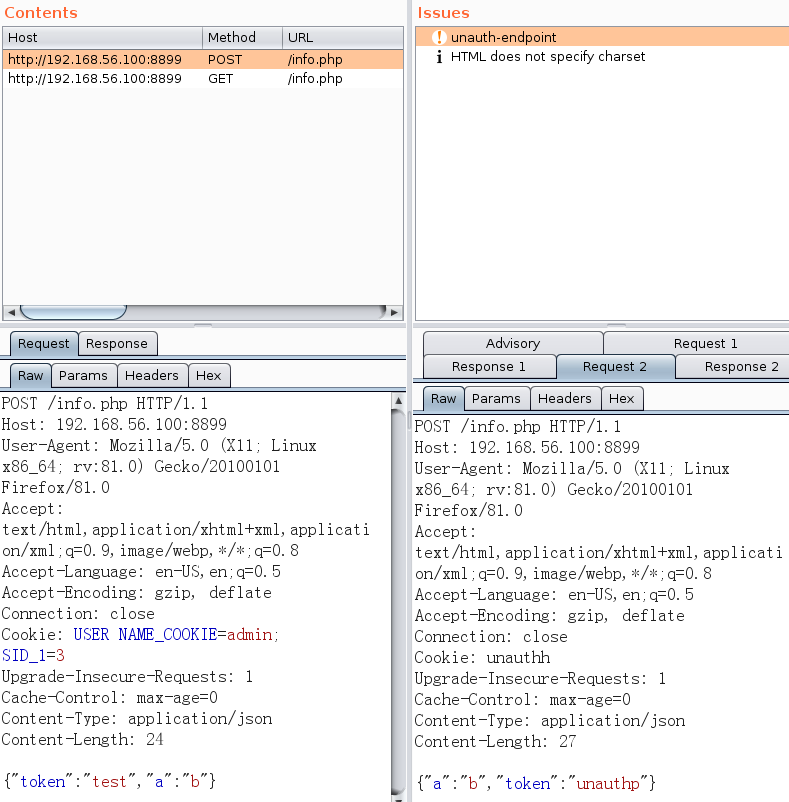 Contents
Host Method URL
http://192.168.56.100:8899 POST /info.php
http://192.168.56.100:8899 GET /info.php
Request Response
Raw Params Headers Hex
POST /info.php HTTP/1.1
Host: 192.168.56.100:8899
User-Agent: Mozilla/5.0 (X11; Linux
x86_64; rv:81.0) Gecko/20100101
Firefox/81.0
Accept:
text/html,application/xhtml+xml,applicati
on/xml;q=0.9,image/webp,*/*;q=0.8
Accept-Language: en-US,en;q=0.5
Accept-Encoding: gzip, deflate
Connection: close
Cookie: USER NAME_COOKIE=admin;
SID_1=3
Upgrade-Insecure-Requests: 1
Cache-Control: max-age=0
Content-Type: application/json
Content-Length: 24
{"token":"test","a":"b"}
Issues
unauth-endpoint
HTML does not specify charset
Advisory Request 1
Response 1 Request 2 Response 2
Raw Params Headers Hex
POST /info.php HTTP/1.1
Host: 192.168.56.100:8899
User-Agent: Mozilla/5.0 (X11; Linux
x86_64; rv:81.0) Gecko/20100101
Firefox/81.0
Accept:
text/html,application/xhtml+xml,applicati
on/xml;q=0.9,image/webp,*/*;q=0.8
Accept-Language: en-US,en;q=0.5
Accept-Encoding: gzip, deflate
Connection: close
Cookie: unauthh
Upgrade-Insecure-Requests: 1
Cache-Control: max-age=0
Content-Type: application/json
Content-Length: 27
{"a":"b","token":"unauthp"}